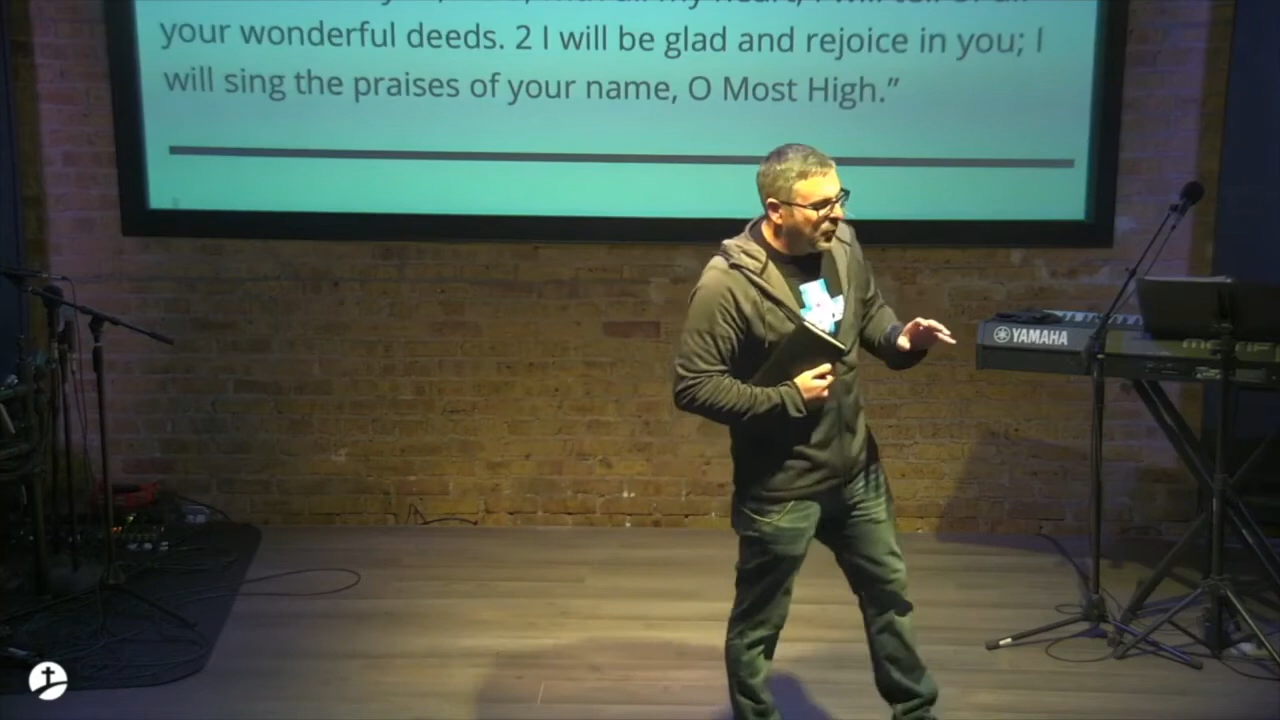 your wonderful deeds. 2 I will be glad and rejoice in you; I
will sing the praises of your name, O Most High.”
YAMAHA